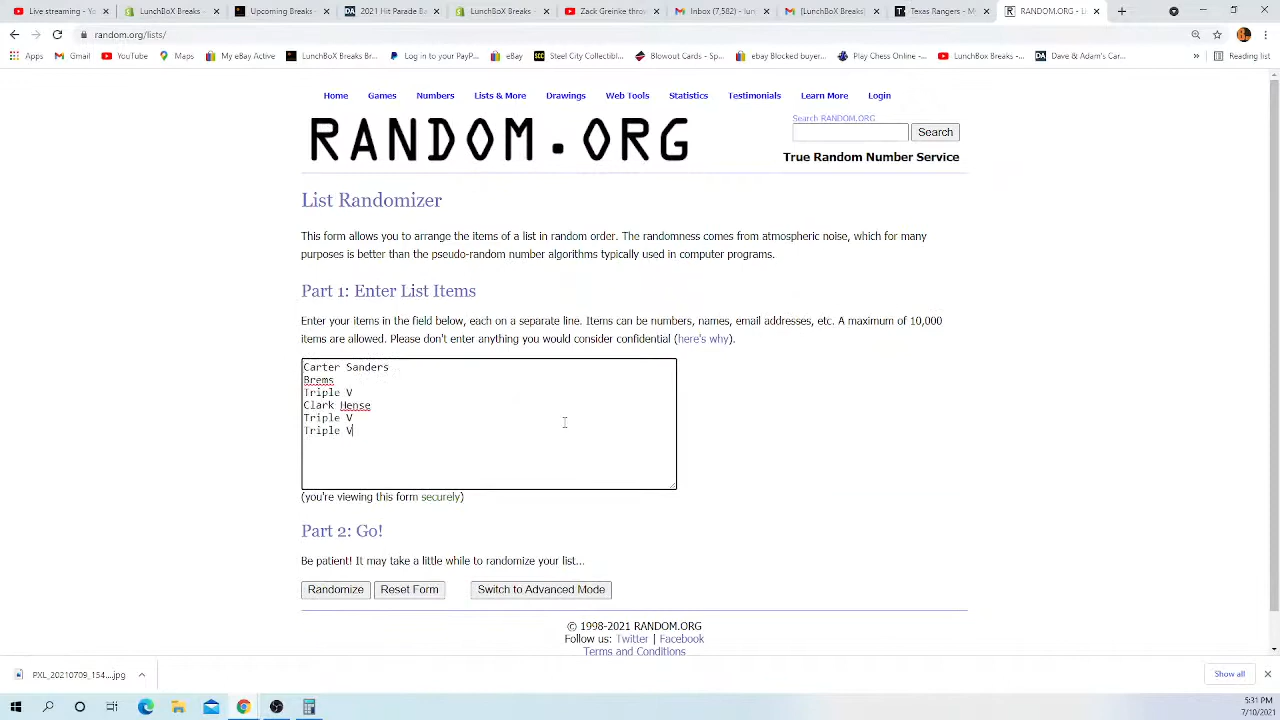 Live streaming - Yo
LunchBoX Breaks -
Upcoming Breaks -
2021 Hit Parade Ba
LunchBoX Breaks -
Zack Greinke throw
Inbox (7,502) - lunj
[LunchBoX Breaks]
Texas Rangers - M
RANDOM.ORG - Li
random.org/lists/
Apps
Gmail
YouTube
Maps
My eBay Active
LunchBoX Breaks Br...
Log in to your PayP...
eBay
Steel City Collectibl...
Blowout Cards - Sp...
ebay Blocked buyer...
Play Chess Online -...
LunchBox Breaks -...
Dave & Adam's Car...
»
Reading list
Home Games Numbers Lists & More Drawings Web Tools Statistics Testimonials Learn More Login
RANDOM.ORG
Search RANDOM.ORG
Search
True Random Number Service
List Randomizer
This form allows you to arrange the items of a list in random order. The randomness comes from atmospheric noise, which for many
purposes is better than the pseudo-random number algorithms typically used in computer programs.
Part 1: Enter List Items
Enter your items in the field below, each on a separate line. Items can be numbers, names, email addresses, etc. A maximum of 10,000
items are allowed. Please don't enter anything you would consider confidential (here's why).
Carter Sanders
Brems
Triple V
Clark Hense
Triple V
Triple V
(you're viewing this form securely)
Part 2: Go!
Be patient! It may take a little while to randomize your list...
Randomize
Reset Form
Switch to Advanced Mode
© 1998-2021 RANDOM.ORG
Follow us: Twitter | Facebook
Terms and Conditions
PXL_20210709_154....jpg
Show all
5:31 PM
7/10/2021